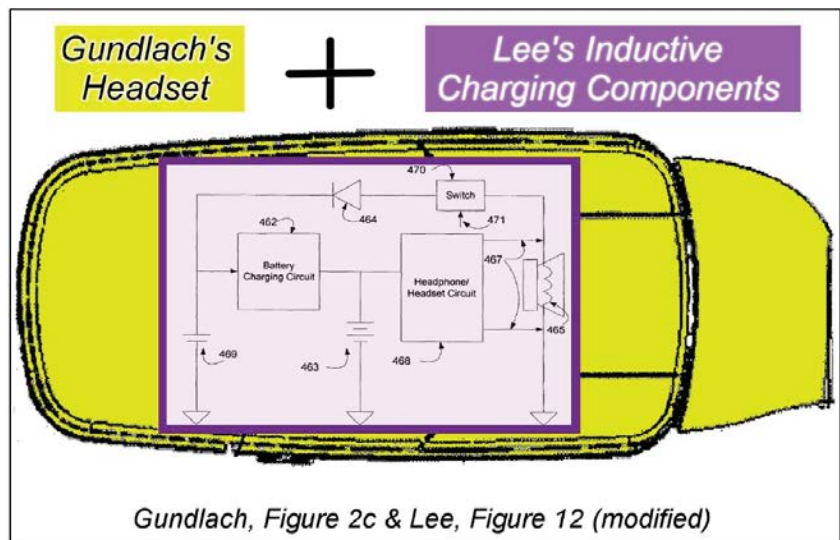 Gundlach's
Headset
+
Lee's Inductive
Charging Components
470
Switch
462
464
471
467
Battery
Charging Circuit
Headphone/
Headset Circuit
465
469
463
468
Gundlach, Figure 2c & Lee, Figure 12 (modified)